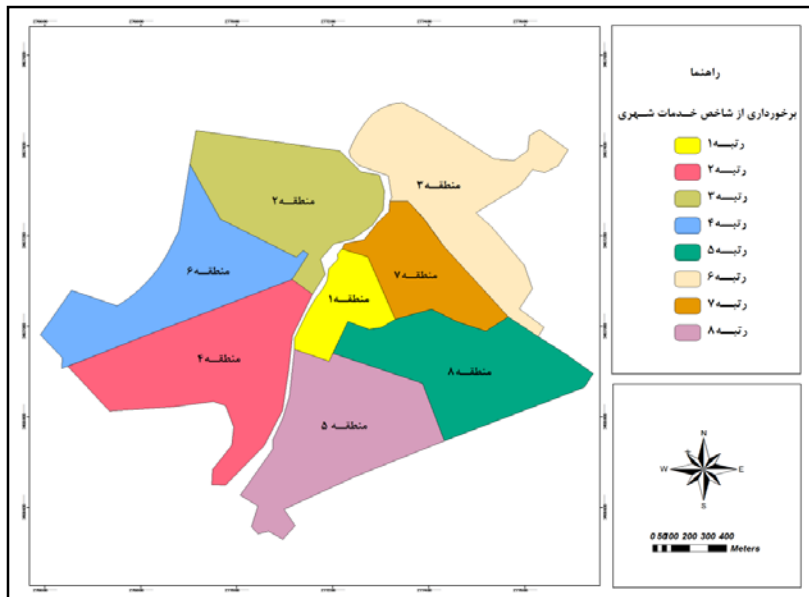 راهنما
برخورداری از شاخص خدمات شهری
رتبه ۱
رتبه ۲
رتبه ۳
رتبه ۴
رتبه ۵
رتبه ۶
رتبه ۷
رتبه ۸
منطقه ۳
منطقه ۲
منطقه ۷
منطقه ۶
منطقه ۱
منطقه ۴
منطقه ۸
منطقه ۵
N
W E
S
0 50 100 200 300 400
Meters